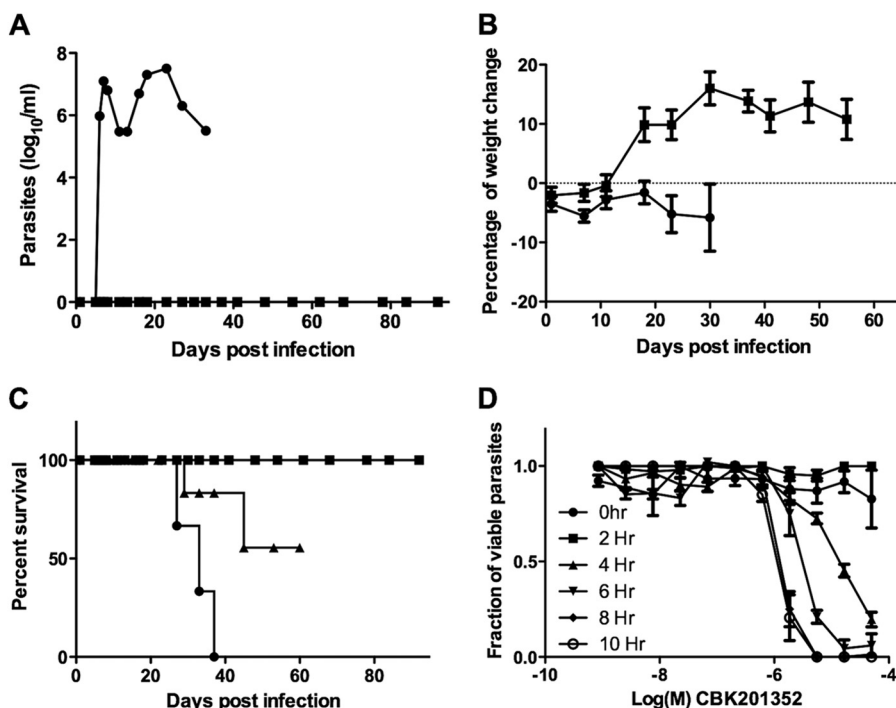 A
Parasites (log10/ml)
8
6
4
2
0
0 20 40 60 80
Days post infection
B
Percentage of weight change
20
10
0
-10
-20
0 10 20 30 40 50 60
Days post infection
C
Percent survival
100
50
0
0 20 40 60 80
Days post infection
D
Fraction of viable parasites
1.0
0.5
0.0
0hr
2 Hr
4 Hr
6 Hr
8 Hr
10 Hr
-10 -8 -6 -4
Log(M) CBK201352